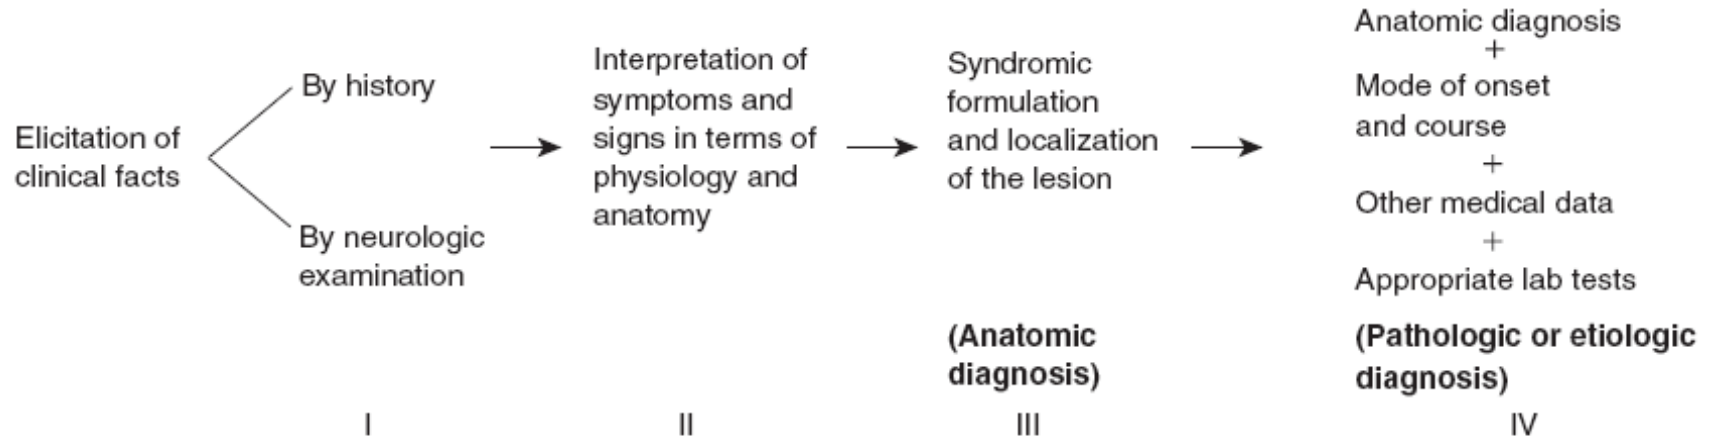 Elicitation of
clinical facts
By history
By neurologic
examination
Interpretation of
symptoms and
signs in terms of
physiology and
anatomy
Syndromic
formulation
and localization
of the lesion
(Anatomic
diagnosis)
Anatomic diagnosis
+
Mode of onset
and course
+
Other medical data
+
Appropriate lab tests
(Pathologic or etiologic
diagnosis)
I
II
III
IV